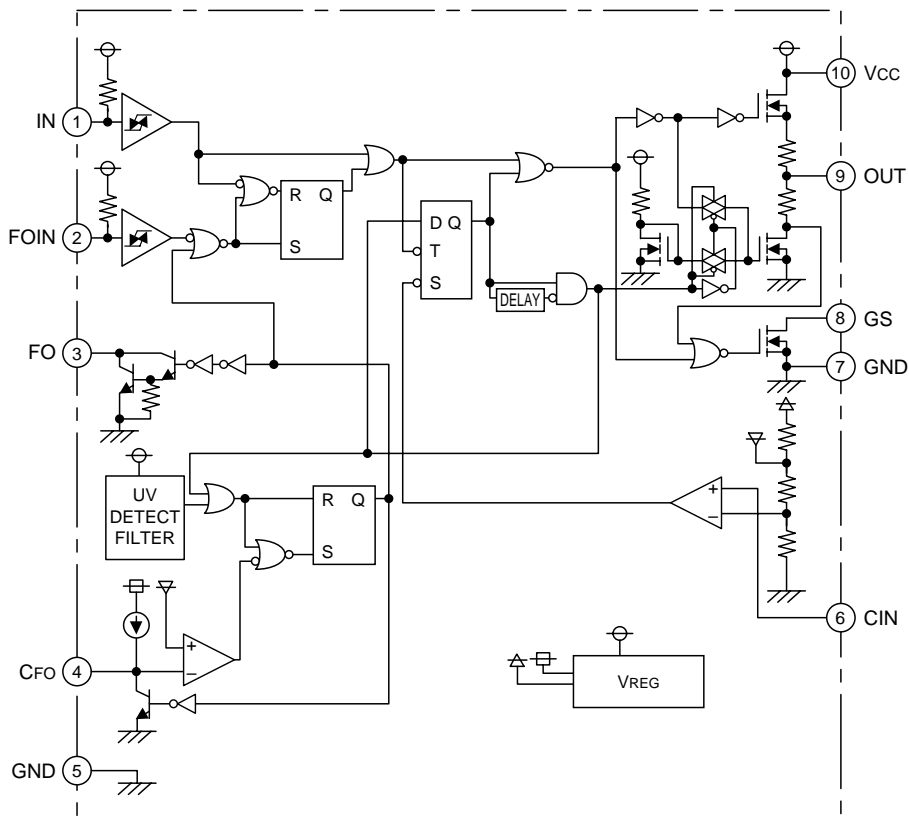 IN 1
FOIN 2
FO 3
CFO 4
GND 5
10 VCC
9 OUT
8 GS
7 GND
6 CIN
R Q
S
D Q
T
S
DELAY
UV
DETECT
FILTER
R Q
S
+
−
+
−
VREG